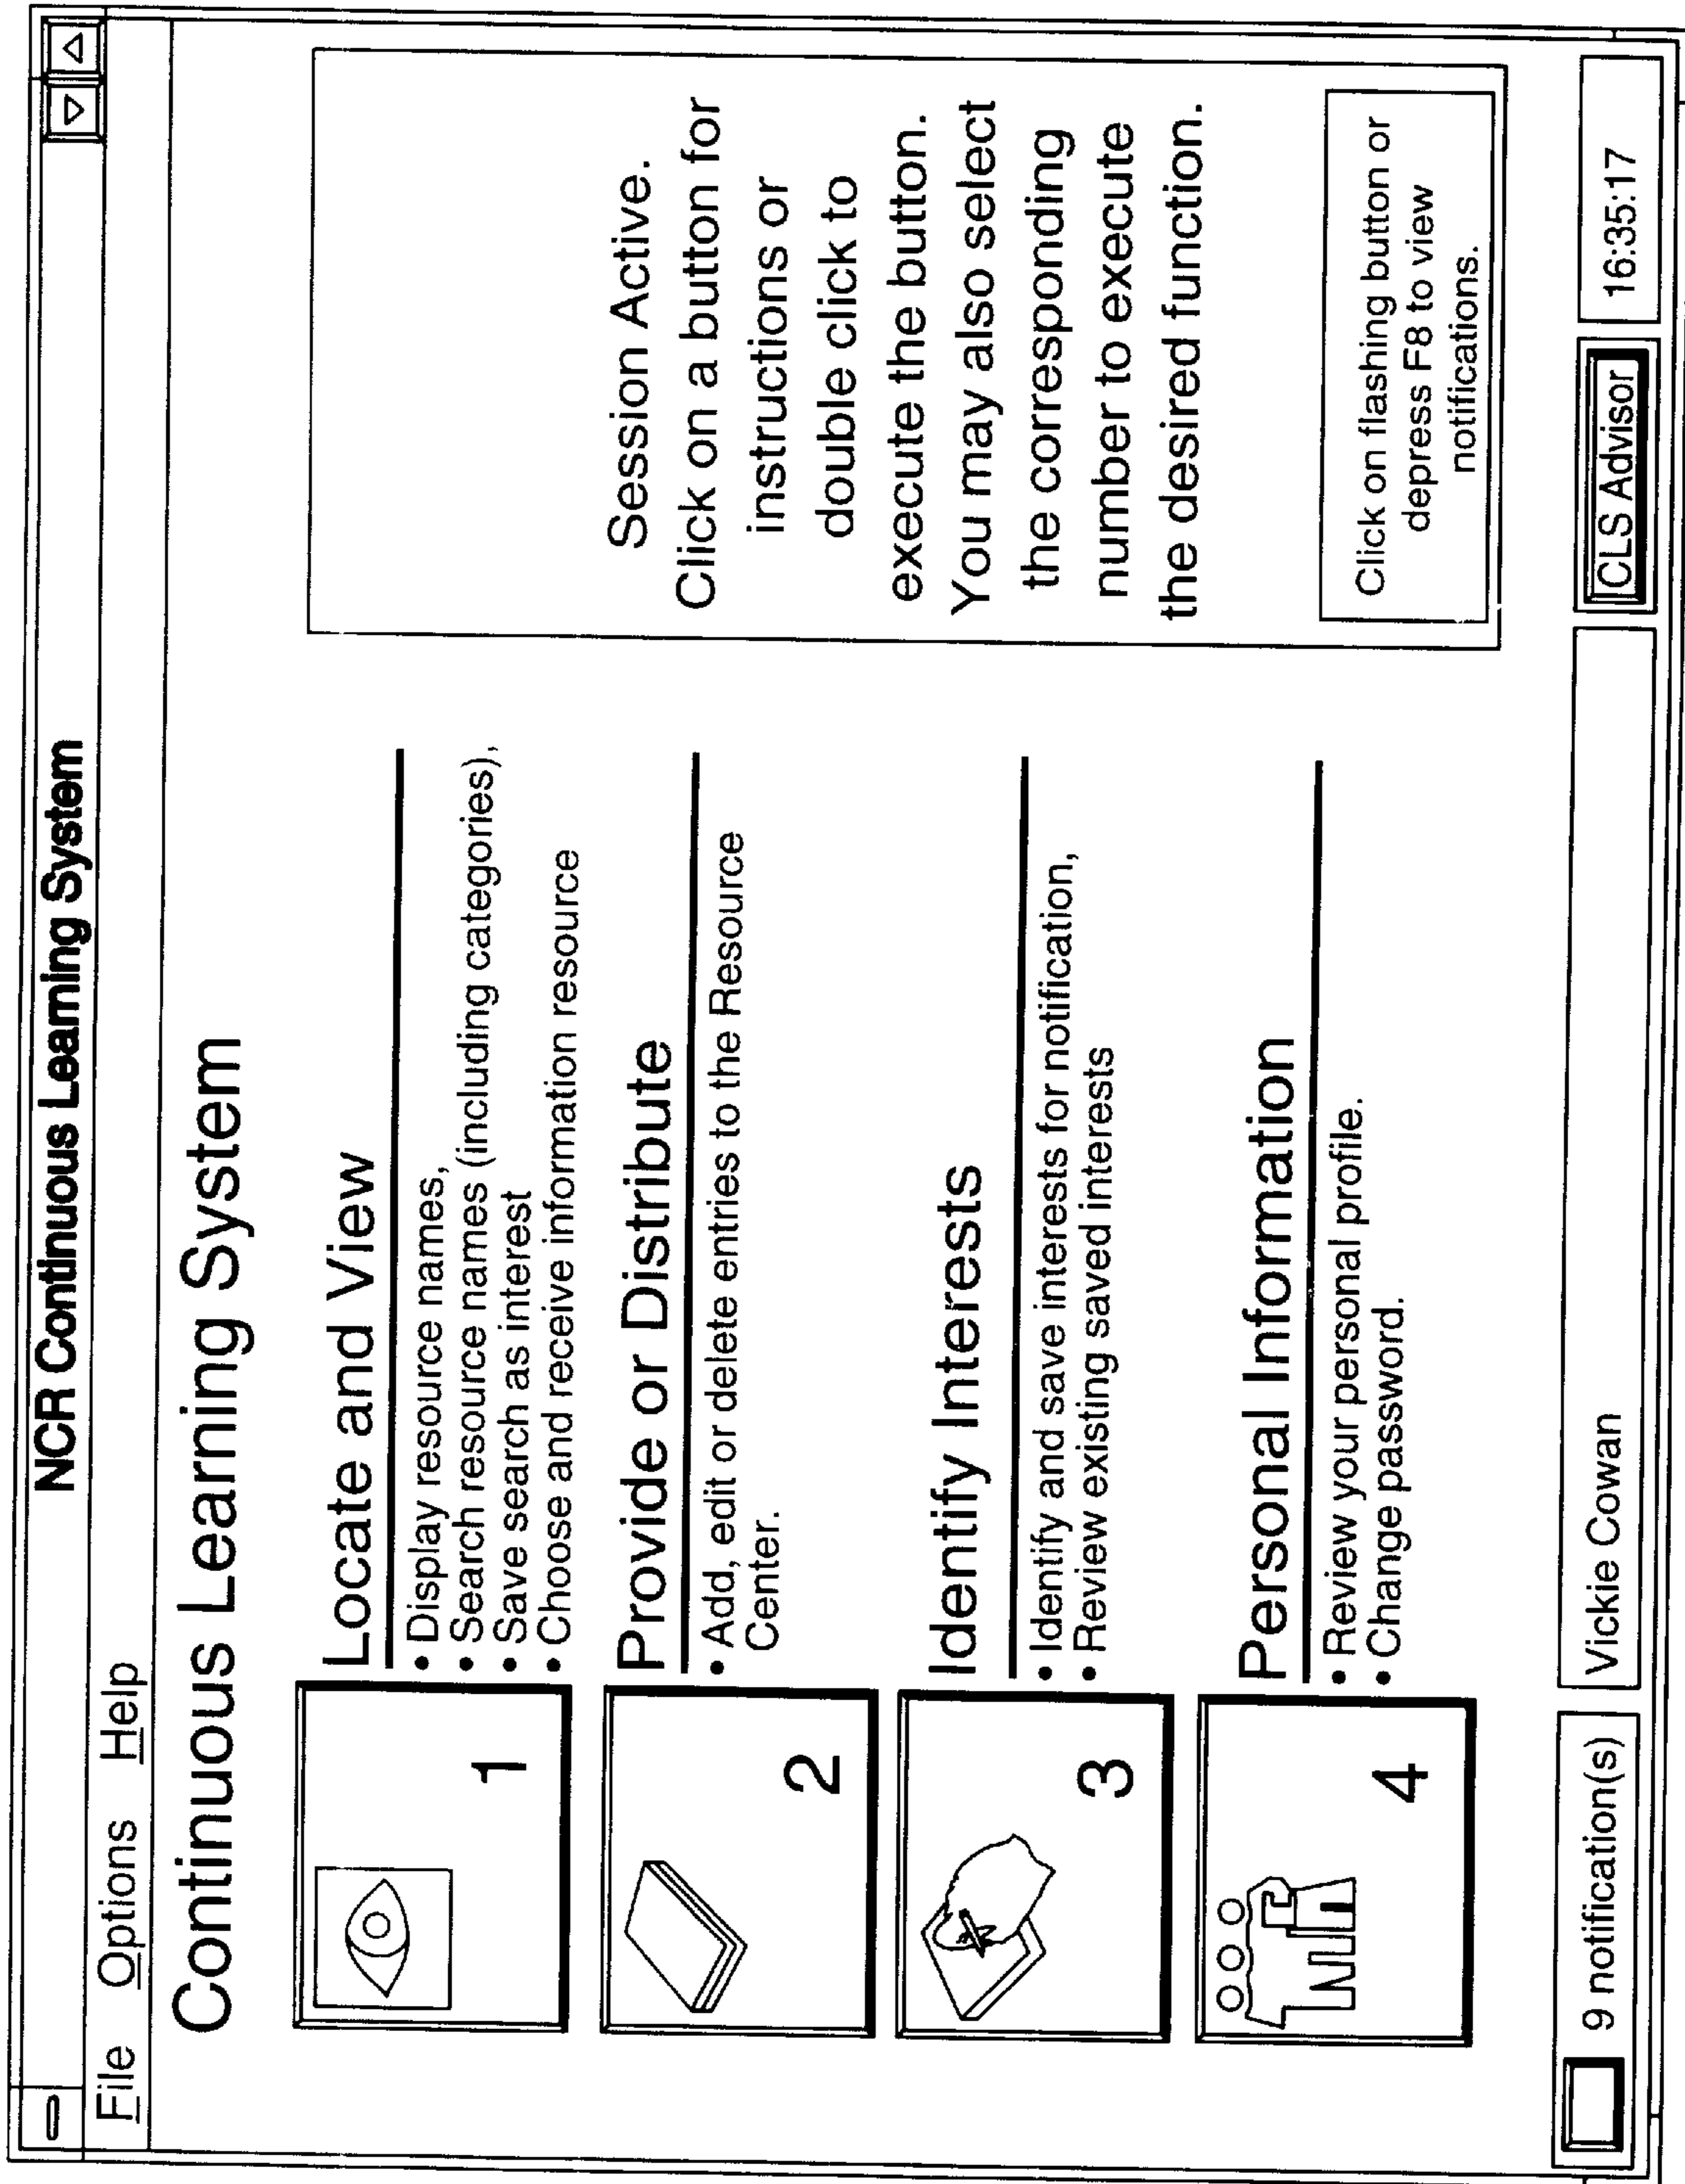 NCR Continuous Learning System
File Options Help
Continuous Learning System
1
Locate and View
• Display resource names,
• Search resource names (including categories),
• Save search as interest
• Choose and receive information resource
2
Provide or Distribute
• Add, edit or delete entries to the Resource
Center.
3
Identify Interests
• Identify and save interests for notification,
• Review existing saved interests
4
Personal Information
• Review your personal profile.
• Change password.
Session Active.
Click on a button for
instructions or
double click to
execute the button.
You may also select
the corresponding
number to execute
the desired function.
Click on flashing button or
depress F8 to view
notifications.
9 notification(s)
Vickie Cowan
CLS Advisor
16:35:17